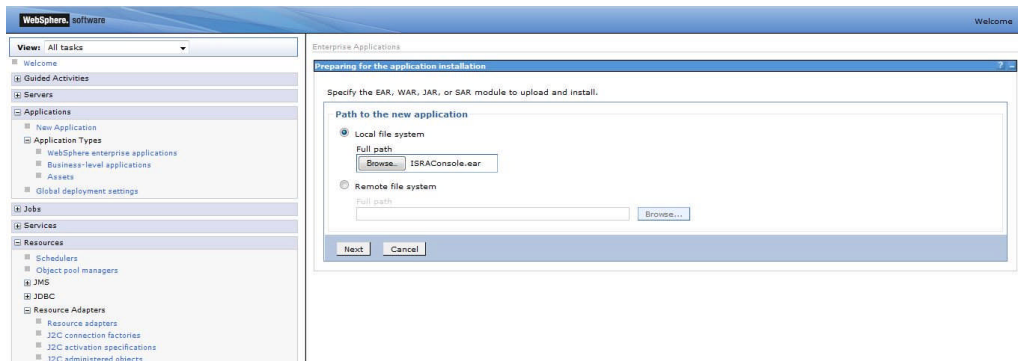 WebSphere. software
Welcome
View: All tasks
Welcome
Guided Activities
Servers
Applications
New Application
Application Types
WebSphere enterprise applications
Business-level applications
Assets
Global deployment settings
Jobs
Services
Resources
Schedulers
Object pool managers
JMS
JDBC
Resource Adapters
Resource adapters
J2C connection factories
J2C activation specifications
J2C administered objects
Enterprise Applications
Preparing for the application installation
? –
Specify the EAR, WAR, JAR, or SAR module to upload and install.
Path to the new application
Local file system
Full path
Browse.. ISRAConsole.ear
Remote file system
Full path
Browse...
Next Cancel